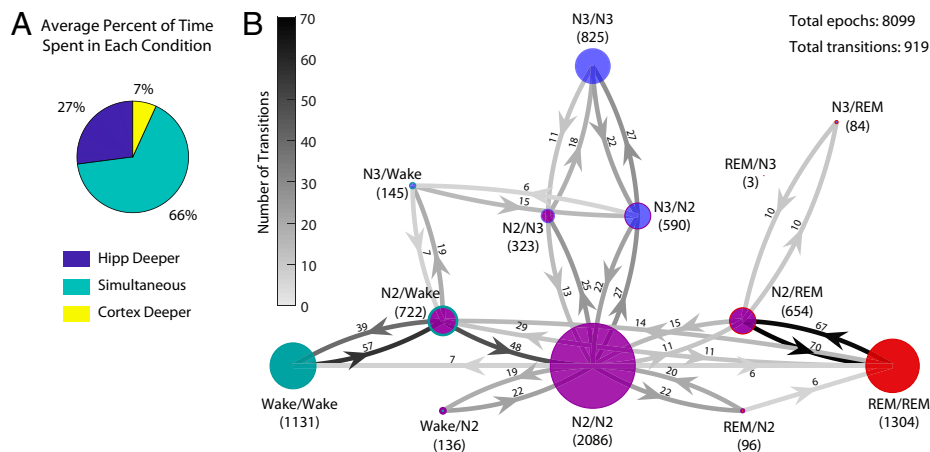 A
Average Percent of Time
Spent in Each Condition
7%
27%
66%
Hipp Deeper
Simultaneous
Cortex Deeper
B
70
60
50
40
30
20
10
0
Number of Transitions
Total epochs: 8099
Total transitions: 919
N3/N3
(825)
N3/REM
(84)
REM/N3
(3)
N3/Wake
(145)
N2/N3
(323)
N3/N2
(590)
N2/Wake
(722)
N2/REM
(654)
Wake/Wake
(1131)
Wake/N2
(136)
N2/N2
(2086)
REM/N2
(96)
REM/REM
(1304)
11
18
22
27
6
15
7
19
13
25
22
27
10
10
39
57
48
29
14
15
11
11
67
70
7
6
19
22
20
22
6